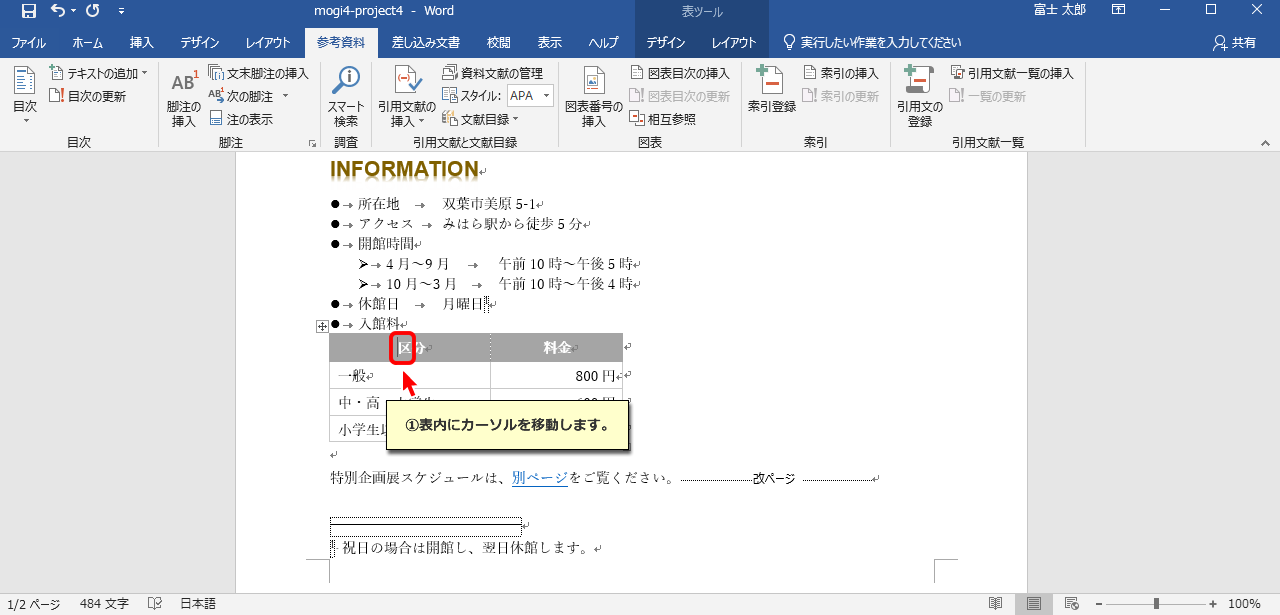 mogi4-project4 - Word
表ツール
富士 太郎
ファイル ホーム 挿入 デザイン レイアウト 参考資料 差し込み文書 校閲 表示 ヘルプ デザイン レイアウト 実行したい作業を入力してください 共有
目次
テキストの追加
目次の更新
目次
AB1
脚注の
挿入
文末脚注の挿入
AB1 次の脚注
注の表示
脚注
スマート
検索
調査
引用文献の
挿入
資料文献の管理
スタイル: APA
文献目録
引用文献と文献目録
図表番号の
挿入
図表目次の挿入
図表目次の更新
相互参照
図表
索引登録
索引の挿入
索引の更新
索引
引用文の
登録
引用文献一覧の挿入
一覧の更新
引用文献一覧
INFORMATION
● → 所在地 → 双葉市美原 5-1
● → アクセス → みはら駅から徒歩 5 分
● → 開館時間
➢ → 4 月～9 月 → 午前 10 時～午後 5 時
➢ → 10 月～3 月 → 午前 10 時～午後 4 時
● → 休館日 → 月曜日
● → 入館料
区分 料金
一般 800 円
中・高
小学生
①表内にカーソルを移動します。
特別企画展スケジュールは、別ページをご覧ください。 改ページ
祝日の場合は開館し、翌日休館します。
1/2 ページ 484 文字 日本語 100%